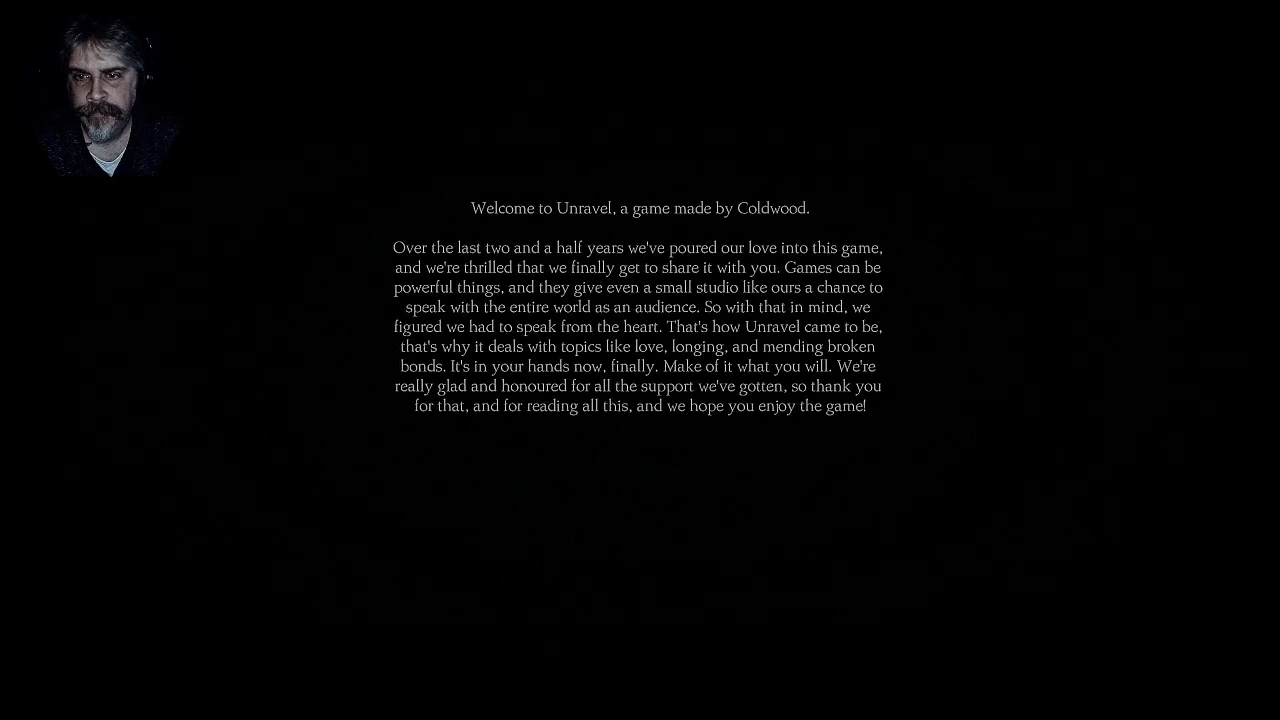 Welcome to Unravel, a game made by Coldwood.
Over the last two and a half years we've poured our love into this game,
and we're thrilled that we finally get to share it with you. Games can be
powerful things, and they give even a small studio like ours a chance to
speak with the entire world as an audience. So with that in mind, we
figured we had to speak from the heart. That's how Unravel came to be,
that's why it deals with topics like love, longing, and mending broken
bonds. It's in your hands now, finally. Make of it what you will. We're
really glad and honoured for all the support we've gotten, so thank you
for that, and for reading all this, and we hope you enjoy the game!